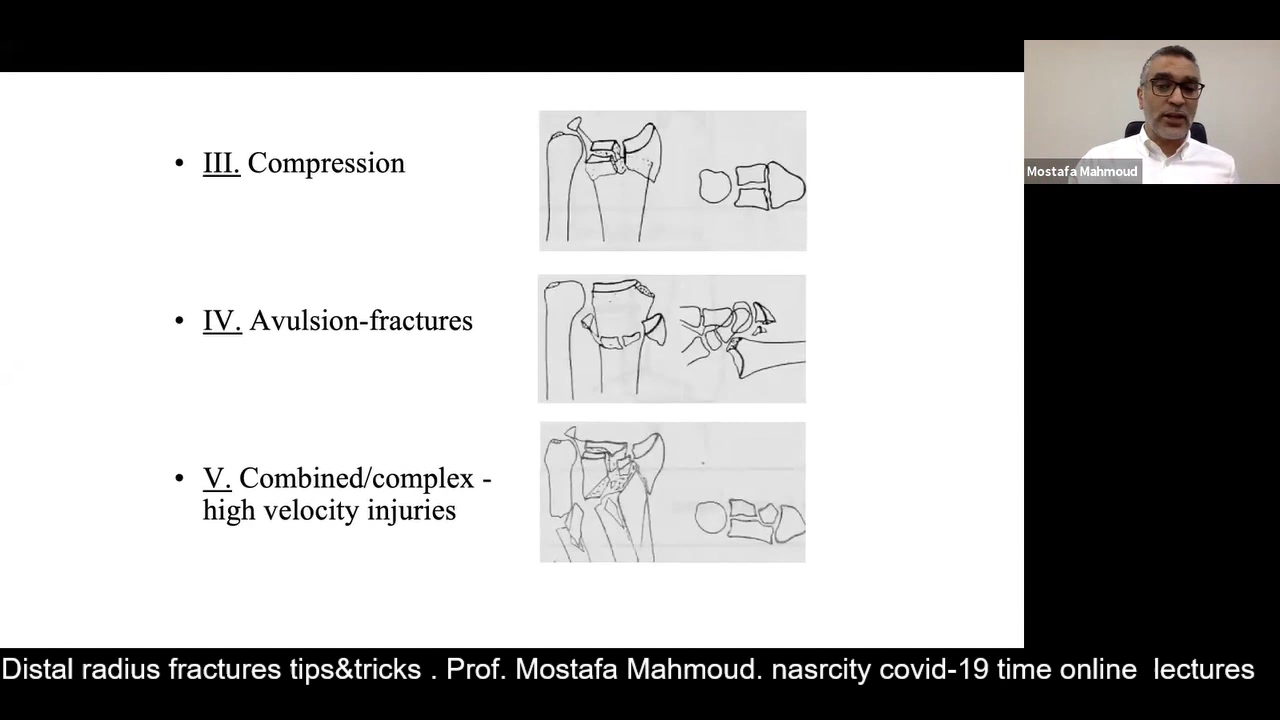 • III. Compression
• IV. Avulsion-fractures
• V. Combined/complex -
high velocity injuries
Mostafa Mahmoud
Distal radius fractures tips&tricks . Prof. Mostafa Mahmoud. nasrcity covid-19 time online  lectures